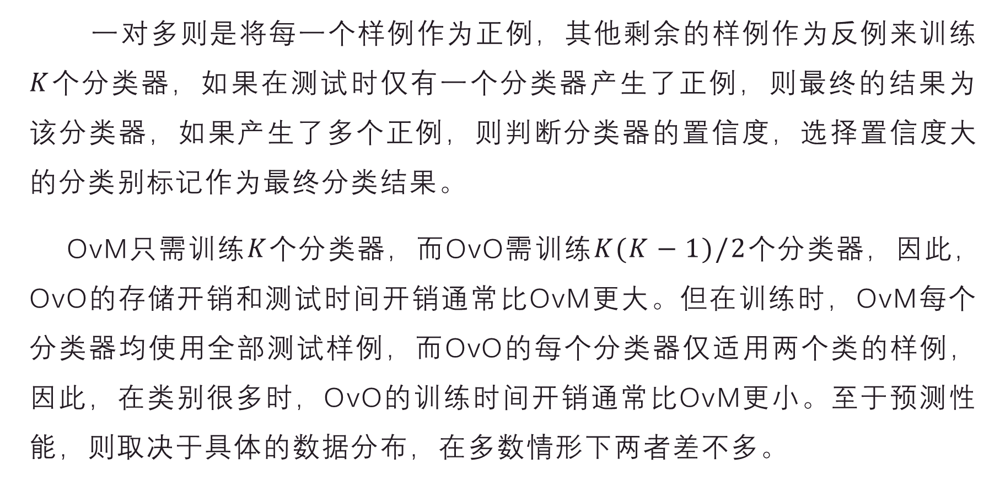 一对多则是将每一个样例作为正例，其他剩余的样例作为反例来训练
K个分类器，如果在测试时仅有一个分类器产生了正例，则最终的结果为
该分类器，如果产生了多个正例，则判断分类器的置信度，选择置信度大
的分类别标记作为最终分类结果。
OvM只需训练K个分类器，而OvO需训练K(K − 1)/2个分类器，因此，
OvO的存储开销和测试时间开销通常比OvM更大。但在训练时，OvM每个
分类器均使用全部测试样例，而OvO的每个分类器仅适用两个类的样例，
因此，在类别很多时，OvO的训练时间开销通常比OvM更小。至于预测性
能，则取决于具体的数据分布，在多数情形下两者差不多。